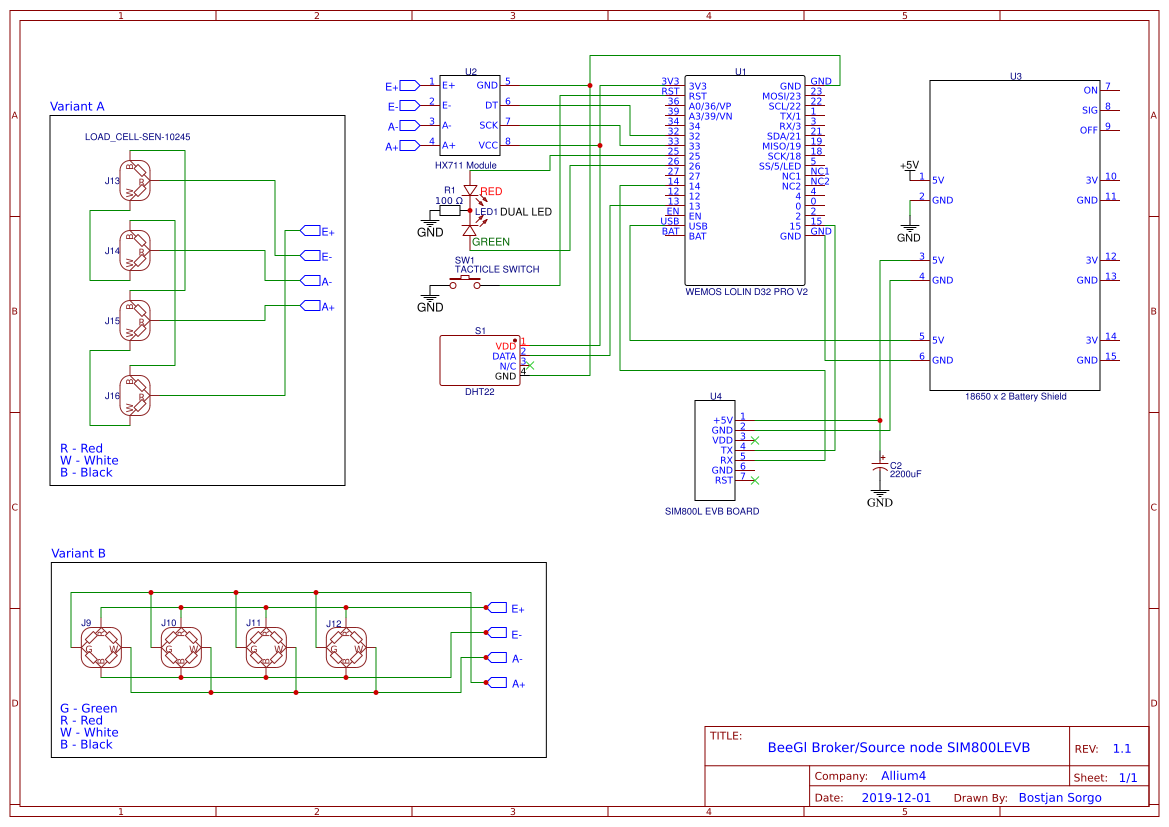 1 2 3 4 5
A A
B B
C C
D D
1 2 3 4 5
Variant A
LOAD_CELL-SEN-10245
J13 B R W
J14 B R W
J15 B R W
J16 B R W
E+
E-
A-
A+
R - Red
W - White
B - Black
U2
E+ 1 E+ GND 5
E- 2 E- DT 6
A- 3 A- SCK 7
A+ 4 A+ VCC 8
HX711 Module
R1
100 Ω
RED
LED1 DUAL LED
GREEN
GND
SW1
TACTICLE SWITCH
GND
S1
VDD 1
DATA 2
N/C 3
GND 4
DHT22
U1
3V3 3V3 GND GND
RST RST MOSI/23 23
36 A0/36/VP SCL/22 22
39 A3/39/VN TX/1 1
34 34 RX/3 3
32 32 SDA/21 21
33 33 MISO/19 19
25 25 SCK/18 18
26 26 SS/5/LED 5
27 27 NC1 NC1
14 14 NC2 NC2
12 12 4 4
13 13 0 0
EN EN 2 2
USB USB 15 15
BAT BAT GND GND
WEMOS LOLIN D32 PRO V2
U3
ON 7
SIG 8
OFF 9
+5V
1 5V 3V 10
2 GND GND 11
GND
3 5V 3V 12
4 GND GND 13
5 5V 3V 14
6 GND GND 15
18650 x 2 Battery Shield
U4
+5V 1
GND 2
VDD 3
TX 4
RX 5
GND 6
RST 7
SIM800L EVB BOARD
+
C2
2200uF
GND
Variant B
J9 G R W B
J10 G R W B
J11 G R W B
J12 G R W B
E+
E-
A-
A+
G - Green
R - Red
W - White
B - Black
TITLE:
BeeGI Broker/Source node SIM800LEVB
REV: 1.1
Company: Allium4
Sheet: 1/1
Date: 2019-12-01 Drawn By: Bostjan Sorgo